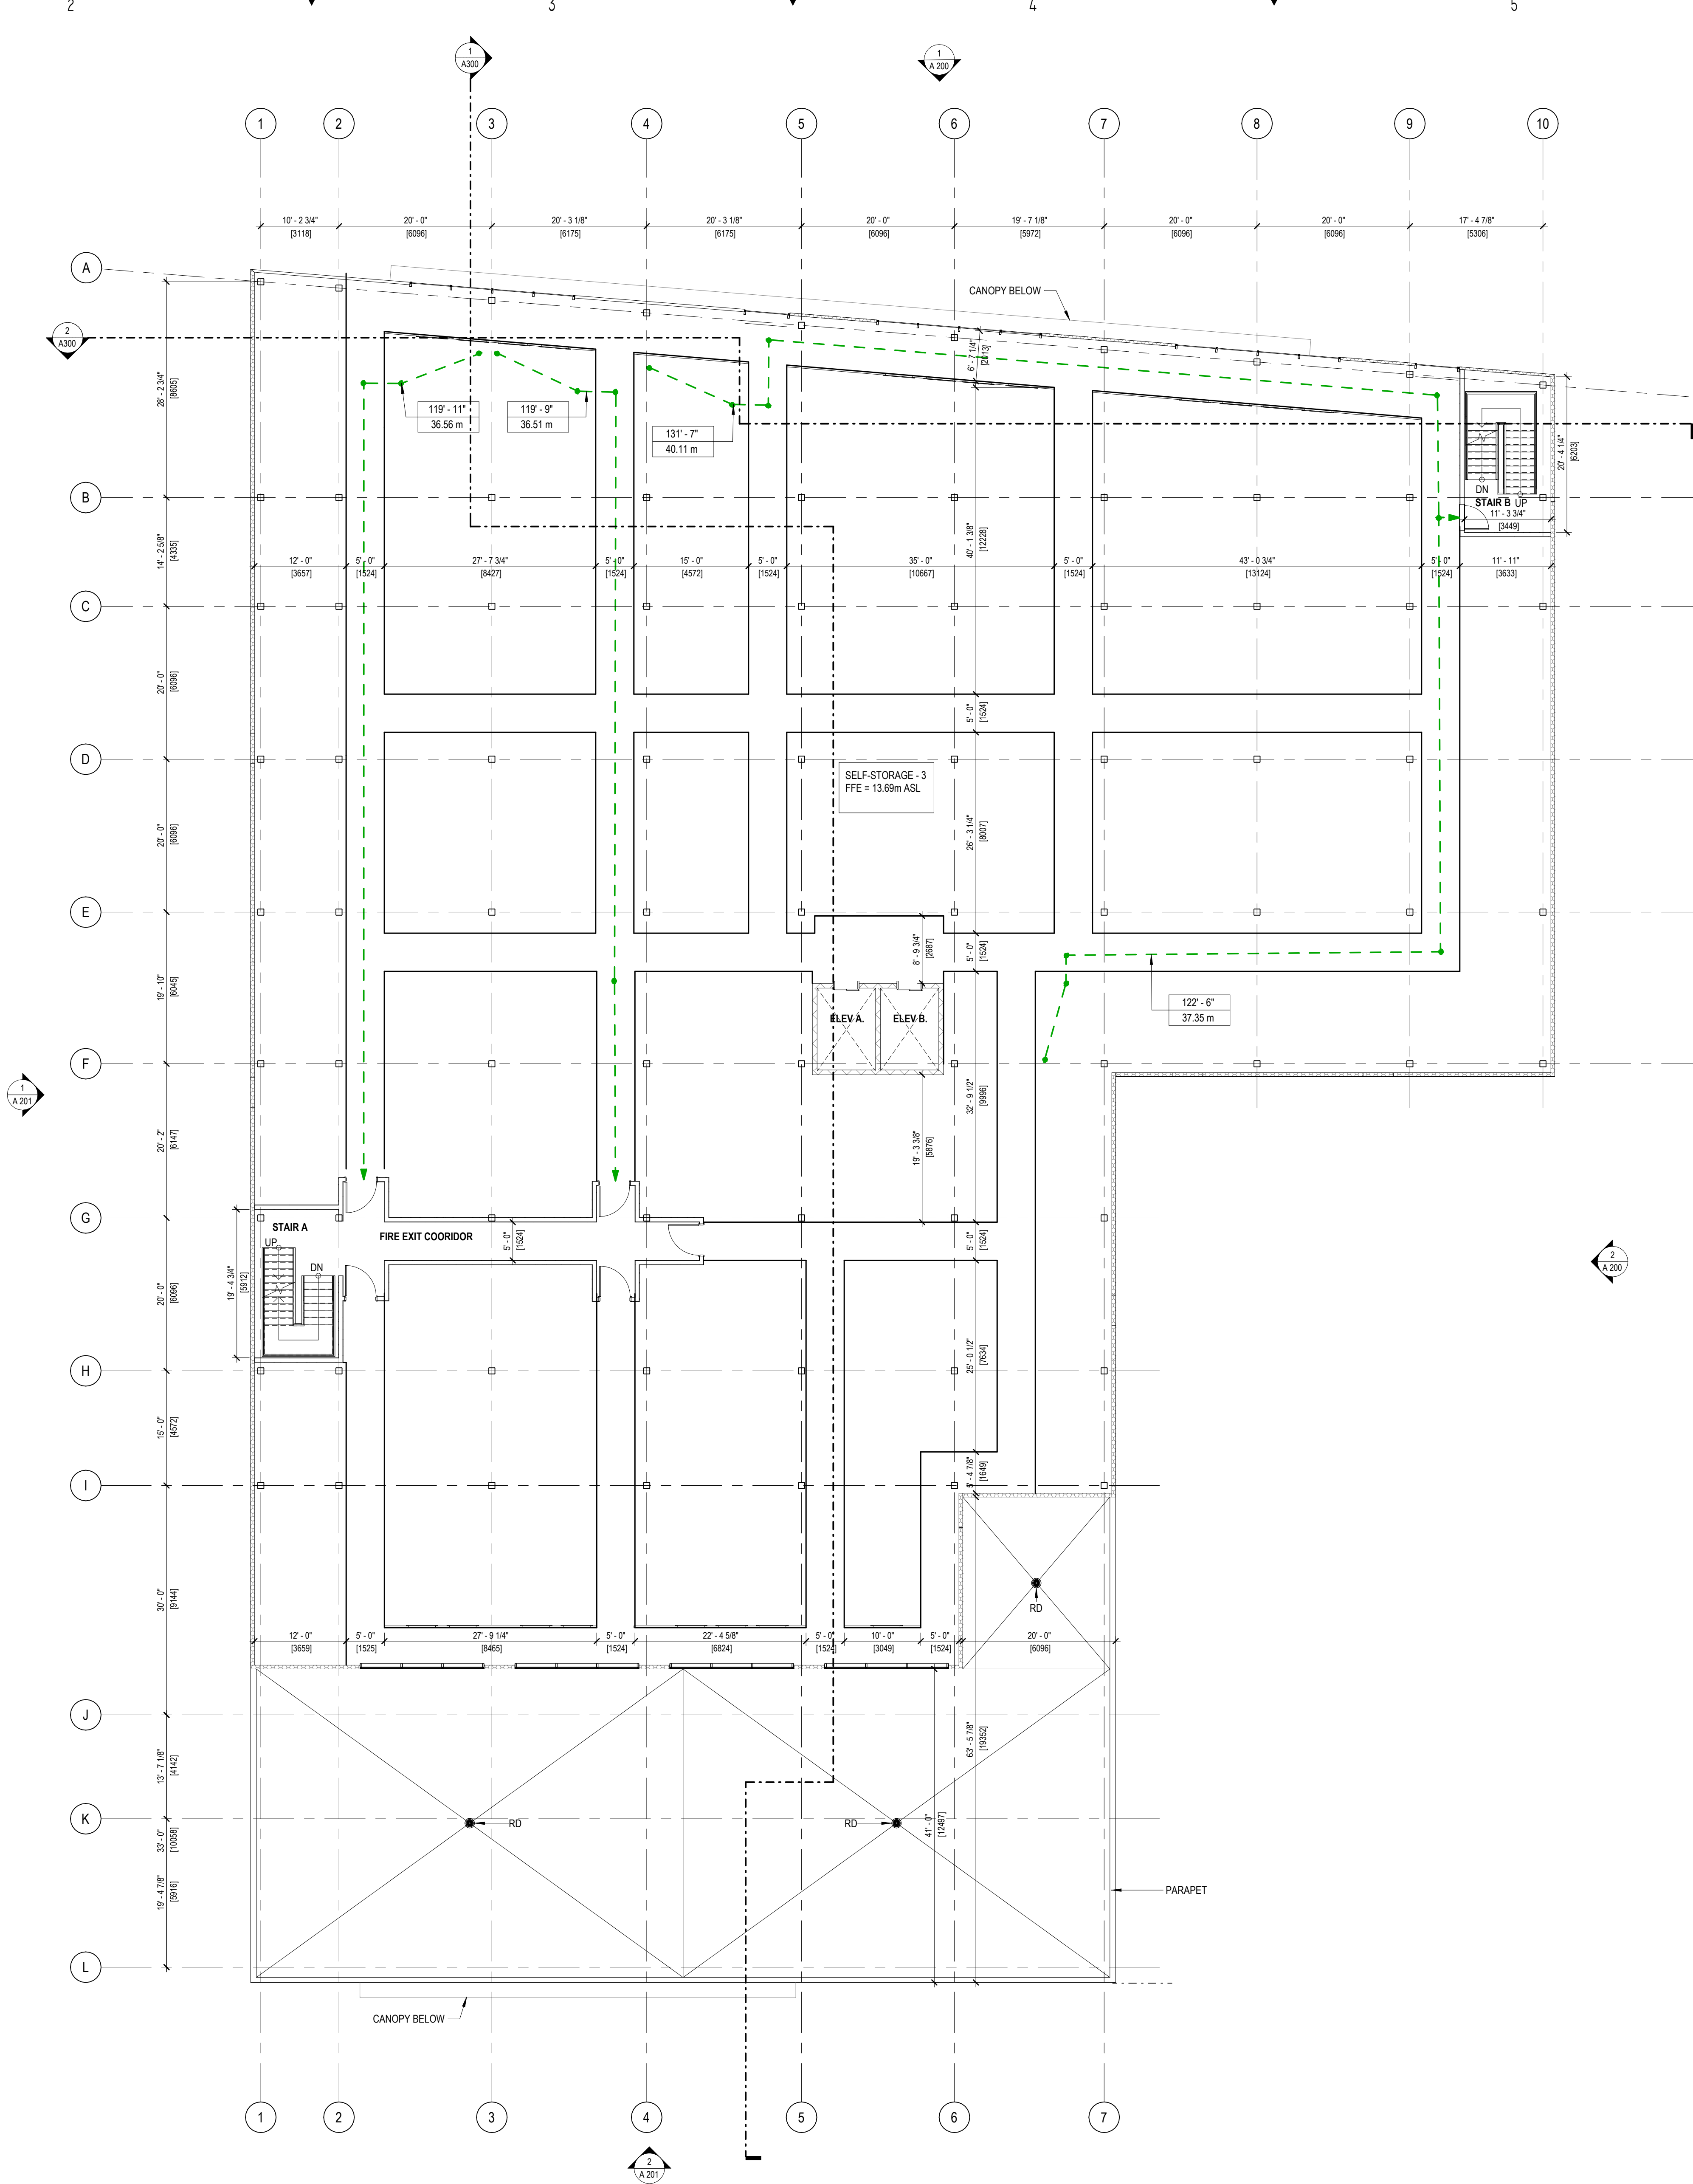 2 3 4 5
1
A300
1
A 200
1 2 3 4 5 6 7 8 9 10
10' - 2 3/4" 20' - 0" 20' - 3 1/8" 20' - 3 1/8" 20' - 0" 19' - 7 1/8" 20' - 0" 20' - 0" 17' - 4 7/8"
[3118] [6096] [6175] [6175] [6096] [5972] [6096] [6096] [5306]
A
CANOPY BELOW
2
A300
6' - 7 1/4"
[2013]
28' - 2 3/4"
[8605]
119' - 11"
36.56 m
119' - 9"
36.51 m
131' - 7"
40.11 m
20' - 4 1/4"
[6203]
B
DN
STAIR B UP
11' - 3 3/4"
[3449]
14' - 2 5/8"
[4335]
40' - 1 3/8"
[12228]
12' - 0" 5' - 0" 27' - 7 3/4" 5' - 0" 15' - 0" 5' - 0" 35' - 0" 5' - 0" 43' - 0 3/4" 5' - 0" 11' - 11"
[3657] [1524] [8427] [1524] [4572] [1524] [10667] [1524] [13124] [1524] [3633]
C
20' - 0"
[6096]
5' - 0"
[1524]
D
SELF-STORAGE - 3
FFE = 13.69m ASL
20' - 0"
[6096]
26' - 3 1/4"
[8007]
E
8' - 9 3/4"
[2687]
5' - 0"
[1524]
19' - 10"
[6045]
122' - 6"
37.35 m
ELEV A. ELEV B.
F
1
A 201
32' - 9 1/2"
[9996]
20' - 2"
[6147]
19' - 3 3/8"
[5876]
G
STAIR A
FIRE EXIT COORIDOR
UP
DN
5' - 0"
[1524]
5' - 0"
[1524]
2
A 200
19' - 4 3/4"
[5912]
20' - 0"
[6096]
25' - 0 1/2"
[7634]
H
15' - 0"
[4572]
5' - 4 7/8"
[1649]
I
30' - 0"
[9144]
RD
12' - 0" 5' - 0" 27' - 9 1/4" 5' - 0" 22' - 4 5/8" 5' - 0" 10' - 0" 5' - 0" 20' - 0"
[3659] [1525] [8465] [1524] [6824] [1524] [3049] [1524] [6096]
J
13' - 7 1/8"
[4142]
63' - 5 7/8"
[19352]
K
RD
RD
41' - 0"
[12497]
33' - 0"
[10058]
19' - 4 7/8"
[5916]
PARAPET
L
CANOPY BELOW
1 2 3 4 5 6 7
2
A 201